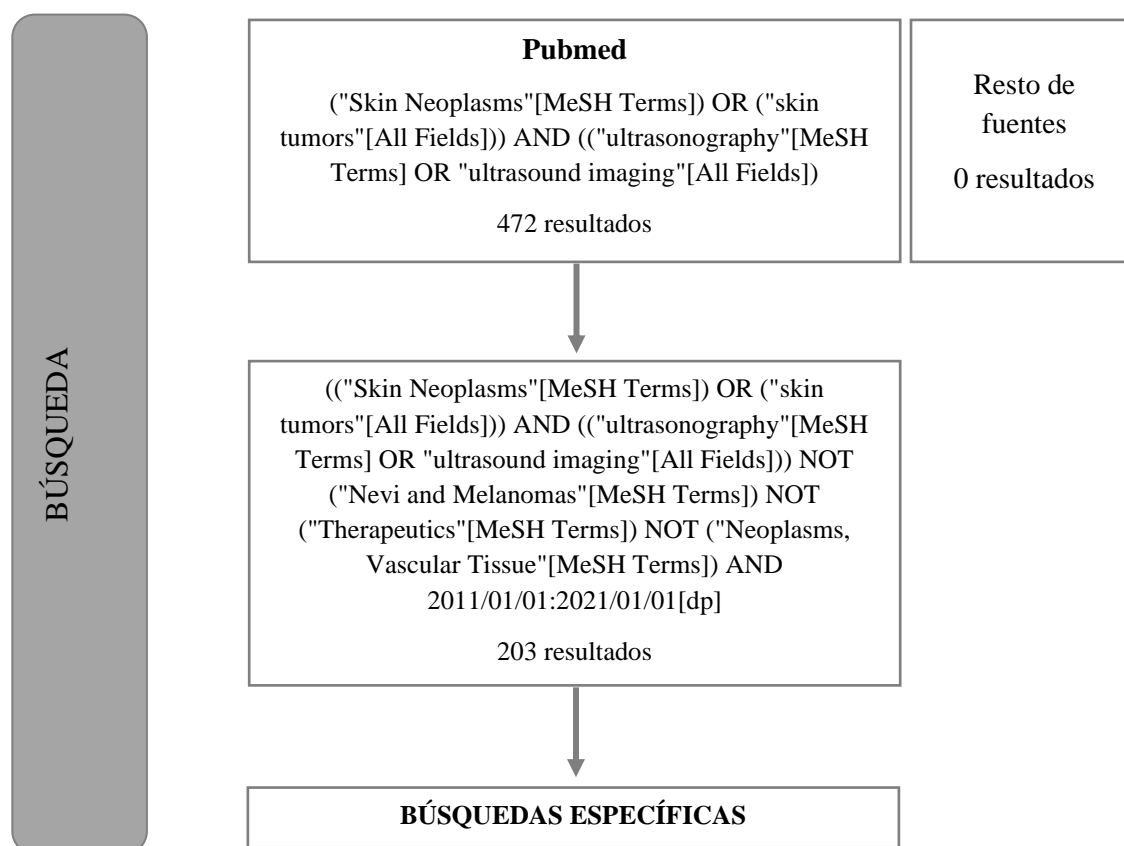 BÚSQUEDA
Pubmed
("Skin Neoplasms"[MeSH Terms]) OR ("skin
tumors"[All Fields])) AND (("ultrasonography"[MeSH
Terms] OR "ultrasound imaging"[All Fields])
472 resultados
Resto de
fuentes
0 resultados
(("Skin Neoplasms"[MeSH Terms]) OR ("skin
tumors"[All Fields])) AND (("ultrasonography"[MeSH
Terms] OR "ultrasound imaging"[All Fields])) NOT
("Nevi and Melanomas"[MeSH Terms]) NOT
("Therapeutics"[MeSH Terms]) NOT ("Neoplasms,
Vascular Tissue"[MeSH Terms]) AND
2011/01/01:2021/01/01[dp]
203 resultados
BÚSQUEDAS ESPECÍFICAS